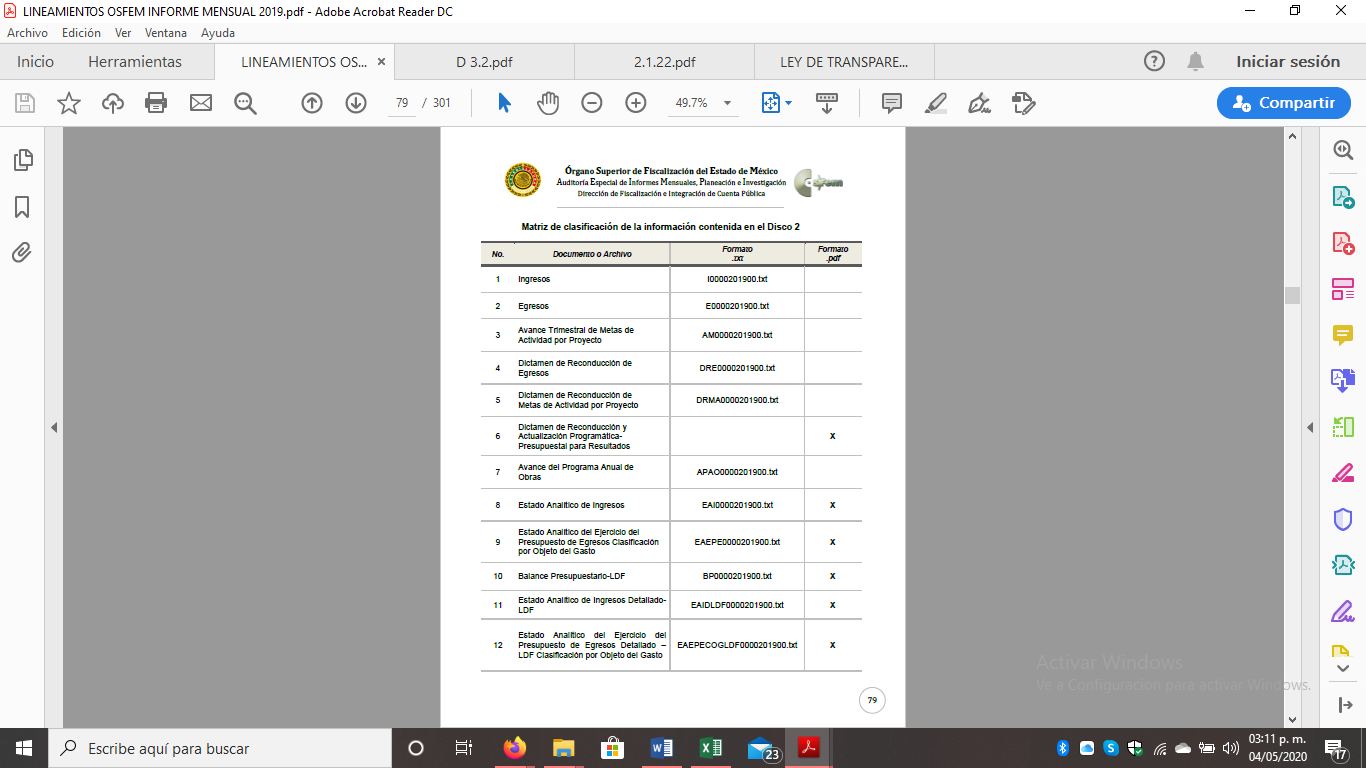 LINEAMIENTOS OSFEM INFORME MENSUAL 2019.pdf - Adobe Acrobat Reader DC
Archivo Edición Ver Ventana Ayuda
Inicio Herramientas LINEAMIENTOS OS... × D 3.2.pdf 2.1.22.pdf LEY DE TRANSPARE... Iniciar sesión
79 / 301 49.7% Compartir
Órgano Superior de Fiscalización del Estado de México
Auditoría Especial de Informes Mensuales, Planeación e Investigación
Dirección de Fiscalización e Integración de Cuenta Pública
Matriz de clasificación de la información contenida en el Disco 2
No. Documento o Archivo Formato .txt Formato .pdf
1 Ingresos I0000201900.txt
2 Egresos E0000201900.txt
3 Avance Trimestral de Metas de
Actividad por Proyecto AM0000201900.txt
4 Dictamen de Reconducción de
Egresos DRE0000201900.txt
5 Dictamen de Reconducción de
Metas de Actividad por Proyecto DRMA0000201900.txt
6 Dictamen de Reconducción y
Actualización Programática-
Presupuestal para Resultados X
7 Avance del Programa Anual de
Obras APAO0000201900.txt
8 Estado Analítico de Ingresos EAI0000201900.txt X
9 Estado Analítico del Ejercicio del
Presupuesto de Egresos Clasificación
por Objeto del Gasto EAEPE0000201900.txt X
10 Balance Presupuestario-LDF BP0000201900.txt X
11 Estado Analítico de Ingresos Detallado-
LDF EAIDLDF0000201900.txt X
12 Estado Analítico del Ejercicio del
Presupuesto de Egresos Detallado –
LDF Clasificación por Objeto del Gasto EAEPECOGLDF0000201900.txt X
79
Activar Windows
Ve a Configuración para activar Windows.
Escribe aquí para buscar
23
03:11 p. m.
04/05/2020
17